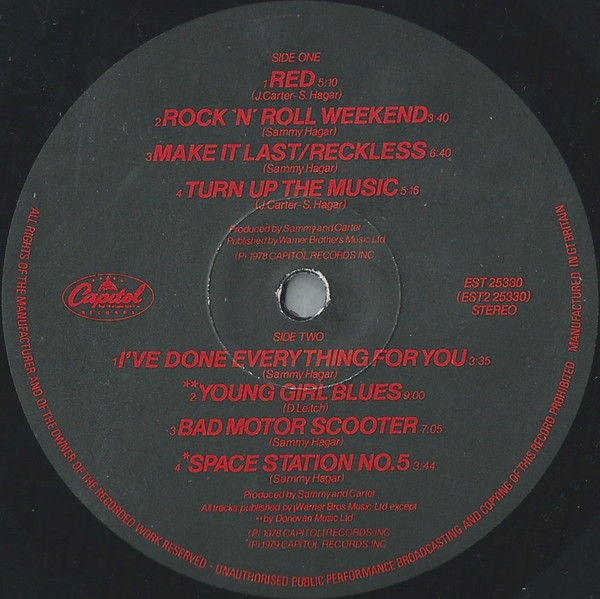 SIDE ONE
1 RED 5:10
(J.Carter-S. Hagar)
2 ROCK 'N' ROLL WEEKEND 3:40
(Sammy Hagar)
3 MAKE IT LAST/RECKLESS 6:40
(Sammy Hagar)
4 TURN UP THE MUSIC 5:16
(J.Carter-S. Hagar)
Produced by Sammy and Carter
Published by Warner Brothers Music Ltd
(P) 1978 CAPITOL RECORDS INC
Capitol
RECORDS
EST 25330
(EST2 25330)
STEREO
SIDE TWO
1 I'VE DONE EVERYTHING FOR YOU 3:35
(Sammy Hagar)
**
2 YOUNG GIRL BLUES 9.00
(D.Leitch)
3 BAD MOTOR SCOOTER 7:05
(Sammy Hagar)
4 *SPACE STATION NO.5 3:44
(Sammy Hagar)
Produced by Sammy and Carter
All tracks published by Warner Bros Music Ltd except
**by Donovan Music Ltd
(P) 1978 CAPITOL RECORDS INC
*(P) 1979 CAPITOL RECORDS INC
ALL RIGHTS OF THE MANUFACTURER AND OF THE OWNER OF THE RECORDED WORK RESERVED - UNAUTHORISED PUBLIC PERFORMANCE BROADCASTING AND COPYING OF THIS RECORD PROHIBITED MANUFACTURED IN GT BRITAIN